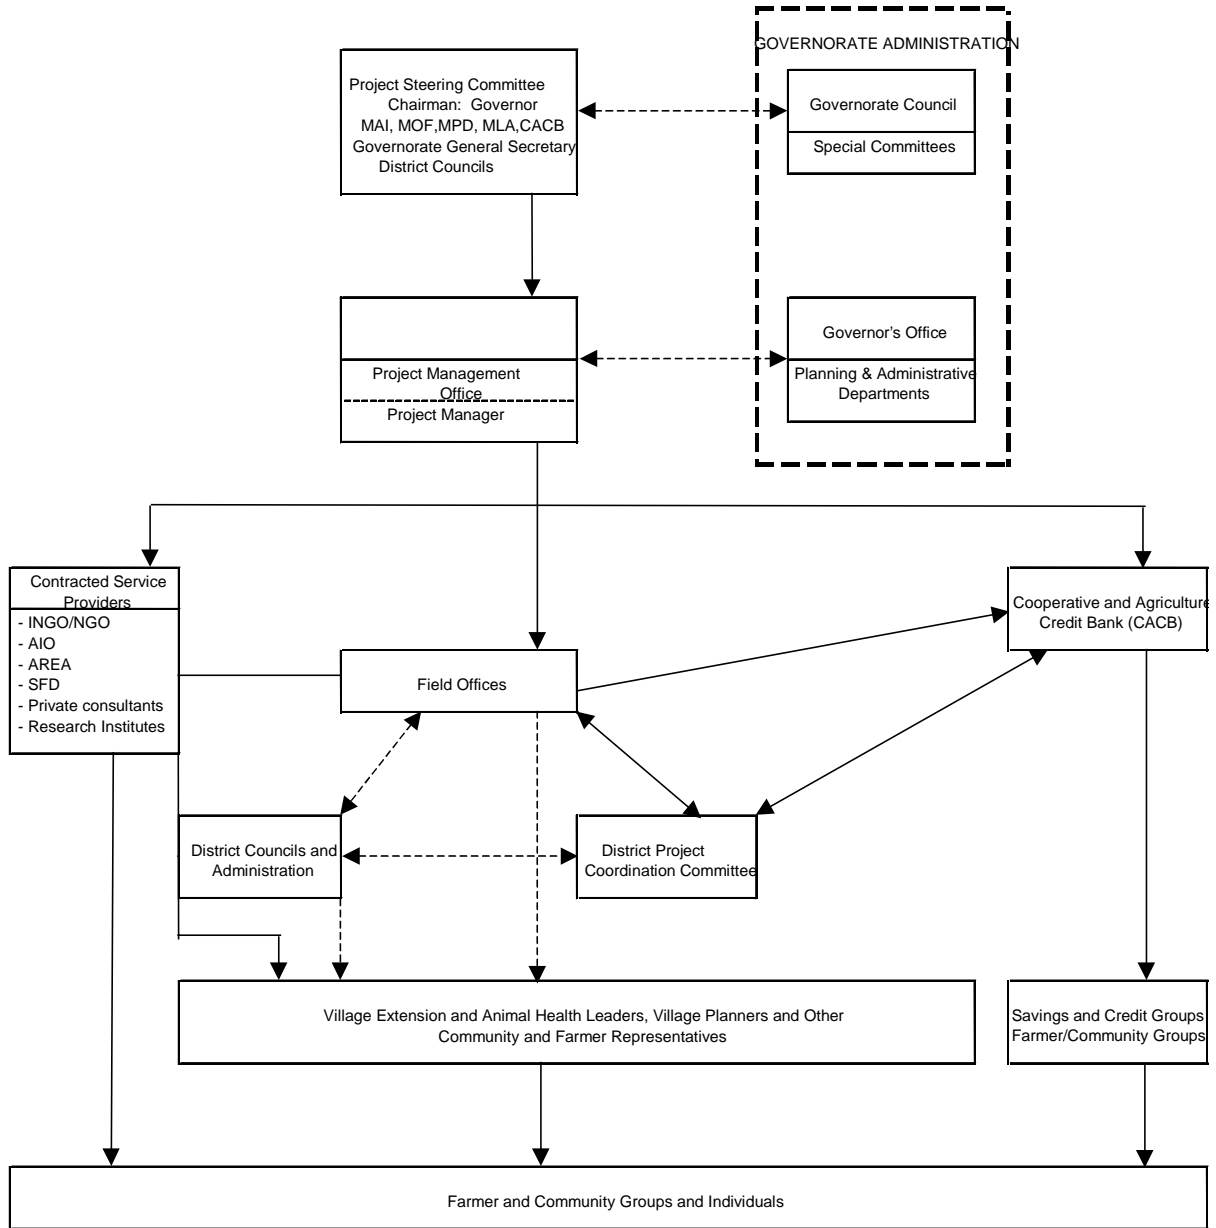 GOVERNORATE ADMINISTRATION
Project Steering Committee
Chairman: Governor
MAI, MOF,MPD, MLA,CACB
Governorate General Secretary
District Councils
Governorate Council
Special Committees
Governor's Office
Planning & Administrative
Departments
Project Management
Office
Project Manager
Contracted Service
Providers
- INGO/NGO
- AIO
- AREA
- SFD
- Private consultants
- Research Institutes
Field Offices
Cooperative and Agriculture
Credit Bank (CACB)
District Councils and
Administration
District Project
Coordination Committee
Village Extension and Animal Health Leaders, Village Planners and Other
Community and Farmer Representatives
Savings and Credit Groups
Farmer/Community Groups
Farmer and Community Groups and Individuals